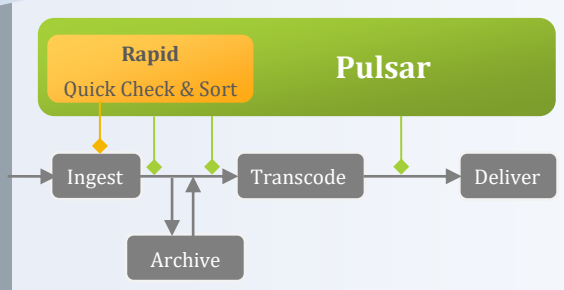 Rapid
Quick Check & Sort
Pulsar
Ingest
Transcode
Deliver
Archive